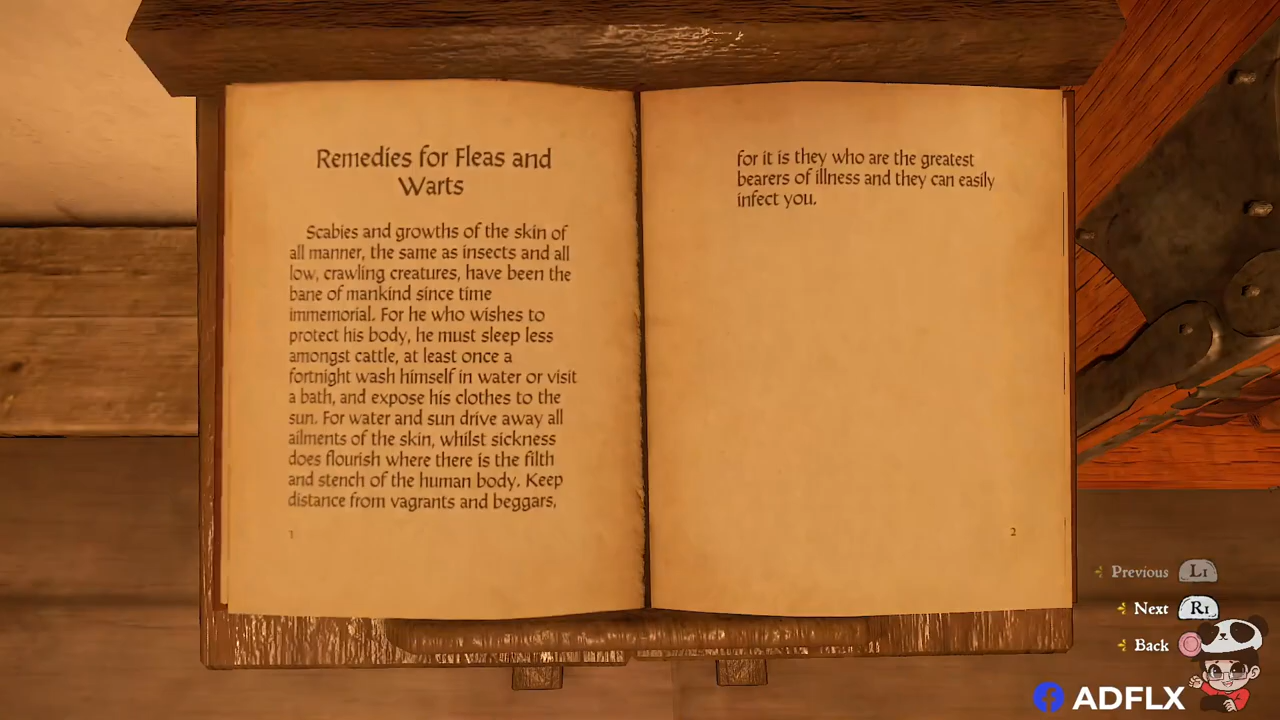 Remedies for Fleas and
Warts
Scabies and growths of the skin of
all manner, the same as insects and all
low, crawling creatures, have been the
bane of mankind since time
immemorial. For he who wishes to
protect his body, he must sleep less
amongst cattle, at least once a
fortnight wash himself in water or visit
a bath, and expose his clothes to the
sun. For water and sun drive away all
ailments of the skin, whilst sickness
does flourish where there is the filth
and stench of the human body. Keep
distance from vagrants and beggars,
1
for it is they who are the greatest
bearers of illness and they can easily
infect you.
2
Previous L1
Next R1
Back
ADFLX